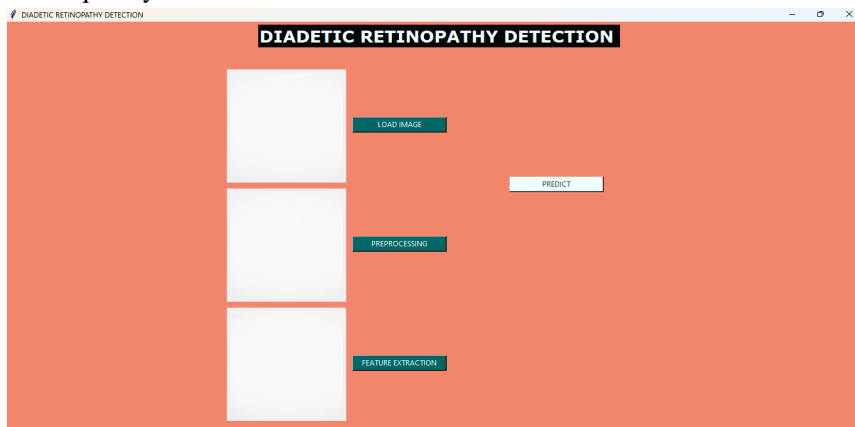 DIADETIC RETINOPATHY DETECTION
DIADETIC RETINOPATHY DETECTION
LOAD IMAGE
PREDICT
PREPROCESSING
FEATURE EXTRACTION